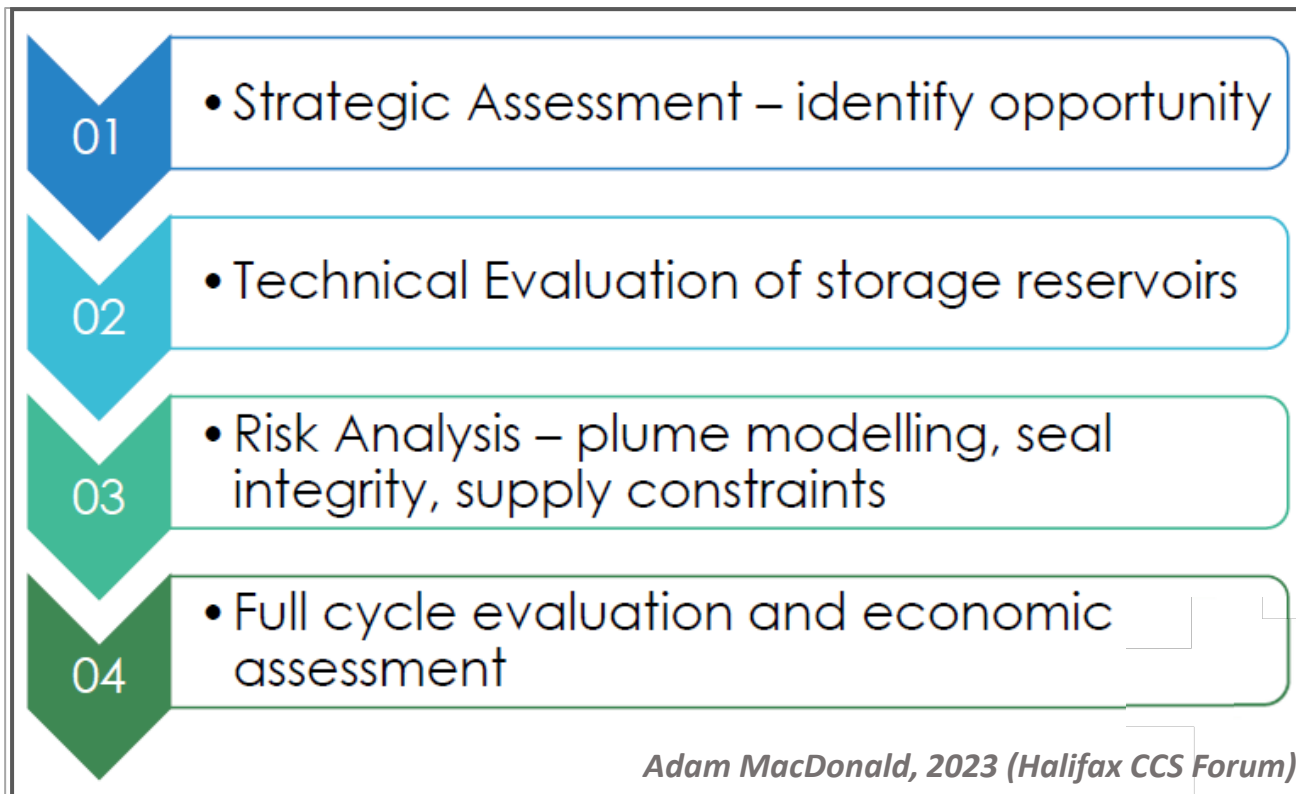 01
• Strategic Assessment – identify opportunity
02
• Technical Evaluation of storage reservoirs
03
• Risk Analysis – plume modelling, seal
integrity, supply constraints
04
• Full cycle evaluation and economic
assessment
Adam MacDonald, 2023 (Halifax CCS Forum)